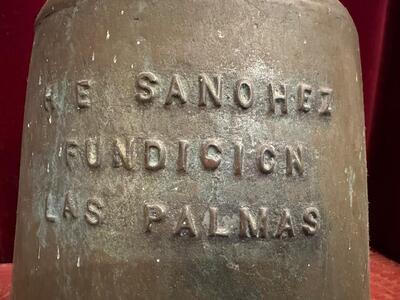 H E SANCHEZ
FUNDICION
LAS PALMAS